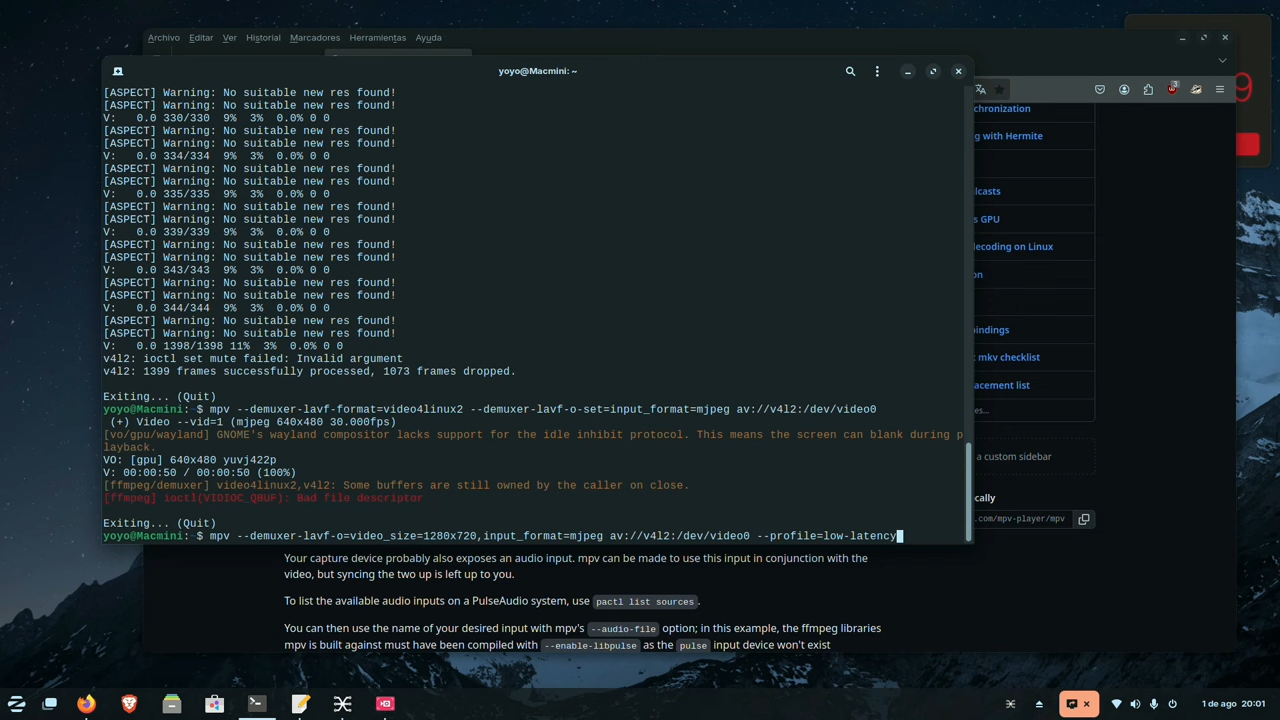 Archivo Editar Ver Historial Marcadores Herramientas Ayuda
yoyo@Macmini: ~
[ASPECT] Warning: No suitable new res found!
[ASPECT] Warning: No suitable new res found!
V:   0.0 330/330  9%  3%  0.0% 0 0
[ASPECT] Warning: No suitable new res found!
[ASPECT] Warning: No suitable new res found!
V:   0.0 334/334  9%  3%  0.0% 0 0
[ASPECT] Warning: No suitable new res found!
[ASPECT] Warning: No suitable new res found!
V:   0.0 335/335  9%  3%  0.0% 0 0
[ASPECT] Warning: No suitable new res found!
[ASPECT] Warning: No suitable new res found!
V:   0.0 339/339  9%  3%  0.0% 0 0
[ASPECT] Warning: No suitable new res found!
[ASPECT] Warning: No suitable new res found!
V:   0.0 343/343  9%  3%  0.0% 0 0
[ASPECT] Warning: No suitable new res found!
[ASPECT] Warning: No suitable new res found!
V:   0.0 344/344  9%  3%  0.0% 0 0
[ASPECT] Warning: No suitable new res found!
[ASPECT] Warning: No suitable new res found!
V:   0.0 1398/1398 11%  3%  0.0% 0 0
v4l2: ioctl set mute failed: Invalid argument
v4l2: 1399 frames successfully processed, 1073 frames dropped.
Exiting... (Quit)
yoyo@Macmini:~$ mpv --demuxer-lavf-format=video4linux2 --demuxer-lavf-o-set=input_format=mjpeg av://v4l2:/dev/video0
(+) Video --vid=1 (mjpeg 640x480 30.000fps)
[vo/gpu/wayland] GNOME's wayland compositor lacks support for the idle inhibit protocol. This means the screen can blank during p
layback.
VO: [gpu] 640x480 yuvj422p
V: 00:00:50 / 00:00:50 (100%)
[ffmpeg/demuxer] video4linux2,v4l2: Some buffers are still owned by the caller on close.
[ffmpeg] ioctl(VIDIOC_QBUF): Bad file descriptor
Exiting... (Quit)
yoyo@Macmini:~$ mpv --demuxer-lavf-o=video_size=1280x720,input_format=mjpeg av://v4l2:/dev/video0 --profile=low-latency
9
3
chronization
g with Hermite
lcasts
s GPU
ecoding on Linux
on
indings
t mkv checklist
acement list
es...
a custom sidebar
cally
.com/mpv-player/mpv
Your capture device probably also exposes an audio input. mpv can be made to use this input in conjunction with the
video, but syncing the two up is left up to you.
To list the available audio inputs on a PulseAudio system, use pactl list sources.
You can then use the name of your desired input with mpv's --audio-file option; in this example, the ffmpeg libraries
mpv is built against must have been compiled with --enable-libpulse as the pulse input device won't exist
1 de ago 20:01